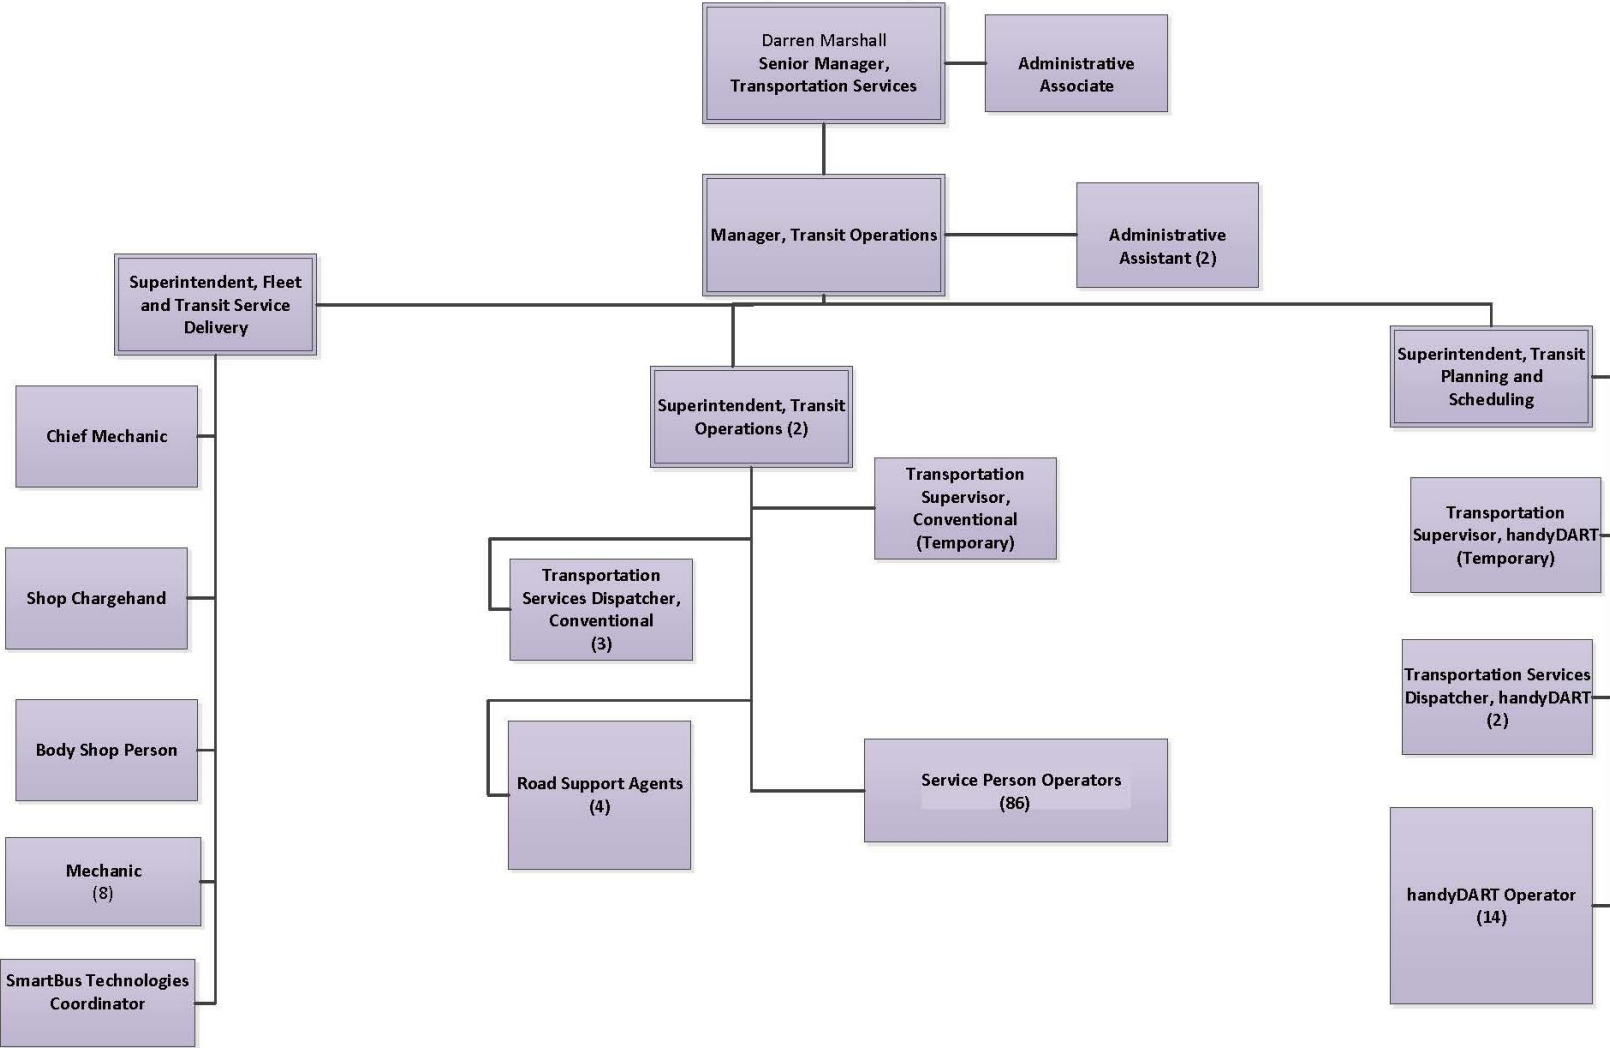 Darren Marshall
Senior Manager,
Transportation Services
Administrative
Associate
Manager, Transit Operations
Administrative
Assistant (2)
Superintendent, Fleet
and Transit Service
Delivery
Superintendent, Transit
Operations (2)
Superintendent, Transit
Planning and
Scheduling
Chief Mechanic
Shop Chargehand
Body Shop Person
Mechanic
(8)
SmartBus Technologies
Coordinator
Transportation
Supervisor,
Conventional
(Temporary)
Transportation
Services Dispatcher,
Conventional
(3)
Road Support Agents
(4)
Service Person Operators
(86)
Transportation
Supervisor, handyDART
(Temporary)
Transportation Services
Dispatcher, handyDART
(2)
handyDART Operator
(14)